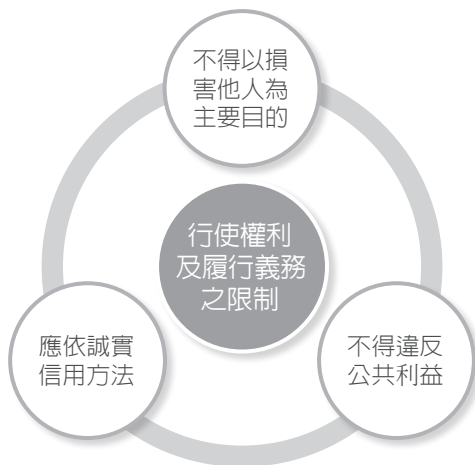 不得以損
害他人為
主要目的
行使權利
及履行義務
之限制
應依誠實
信用方法
不得違反
公共利益